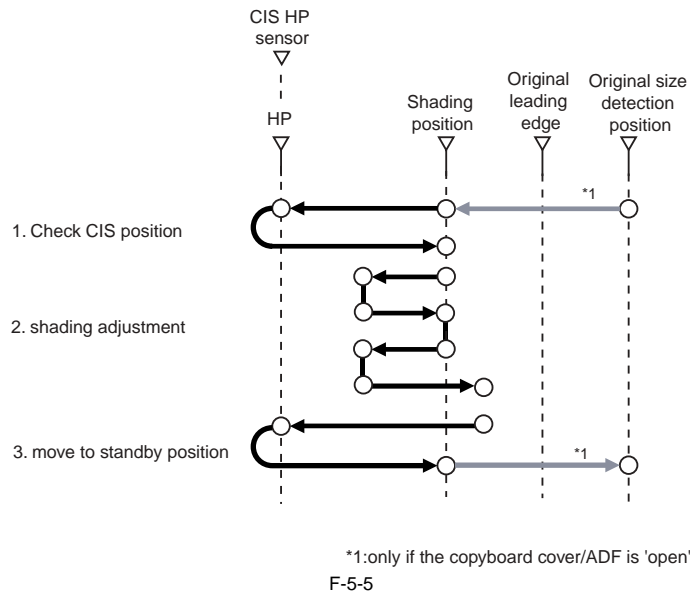 CIS HP
sensor
HP
Shading
position
Original
leading
edge
Original size
detection
position
*1
1. Check CIS position
2. shading adjustment
3. move to standby position
*1
*1:only if the copyboard cover/ADF is 'open'
F-5-5